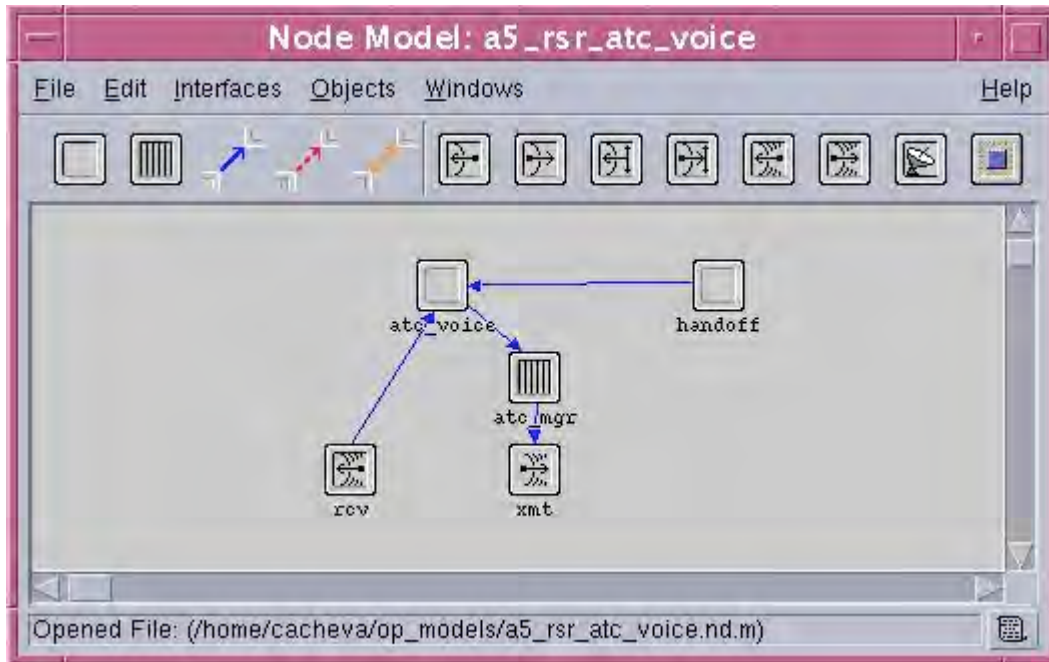 Node Model: a5_rsr_atc_voice
File Edit Interfaces Objects Windows Help
atc_voice
handoff
atc_mgr
rcv
xmt
Opened File: (/home/cacheva/op_models/a5_rsr_atc_voice.nd.m)